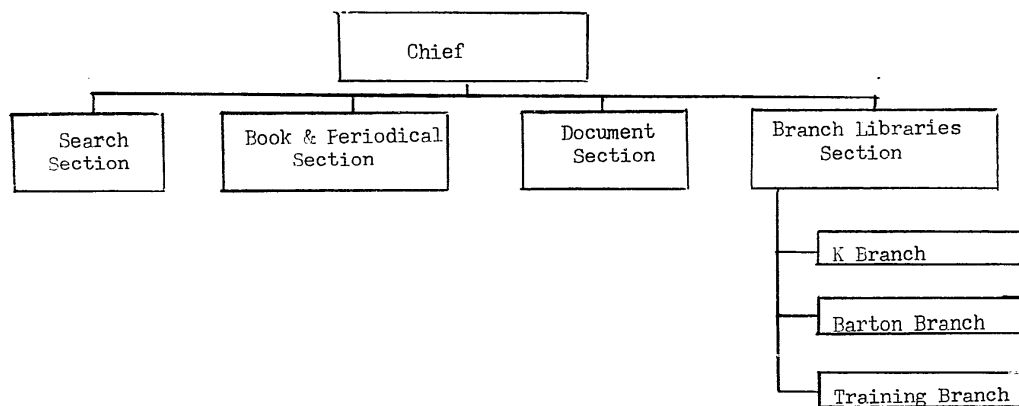 Chief
Search
Section
Book & Periodical
Section
Document
Section
Branch Libraries
Section
K Branch
Barton Branch
Training Branch